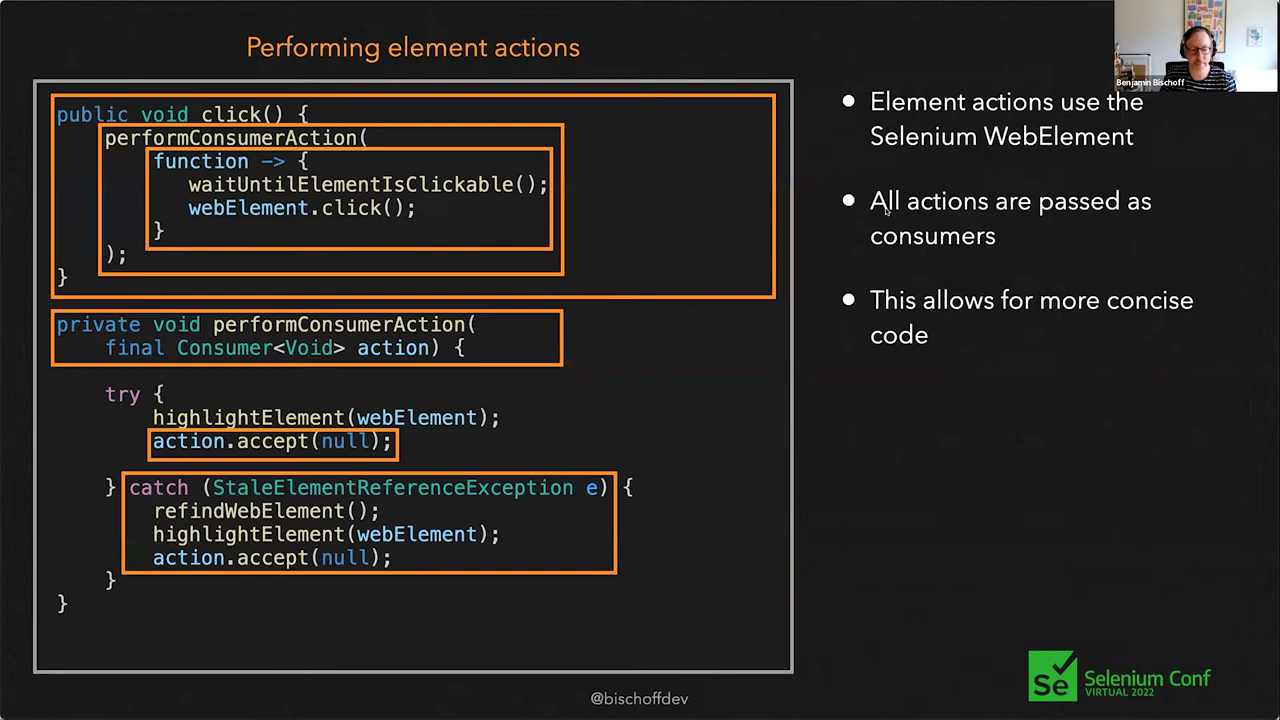 Performing element actions
public void click() {
performConsumerAction(
function -> {
waitUntilElementIsClickable();
webElement.click();
}
);
}
private void performConsumerAction(
final Consumer<Void> action) {
try {
highlightElement(webElement);
action.accept(null);
} catch (StaleElementReferenceException e) {
refindWebElement();
highlightElement(webElement);
action.accept(null);
}
}
Benjamin Bischoff
● Element actions use the
Selenium WebElement
● All actions are passed as
consumers
● This allows for more concise
code
@bischoffdev
Se
Selenium Conf
VIRTUAL 2022